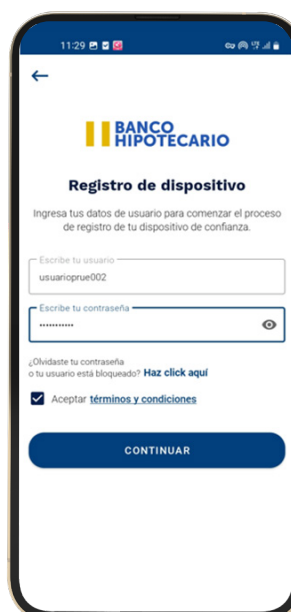 11:29
BANCO
HIPOTECARIO
Registro de dispositivo
Ingresa tus datos de usuario para comenzar el proceso
de registro de tu dispositivo de confianza.
Escribe tu usuario
usuarioprue002
Escribe tu contraseña
•••••••••••
¿Olvidaste tu contraseña
o tu usuario está bloqueado? Haz click aquí
Aceptar términos y condiciones
CONTINUAR